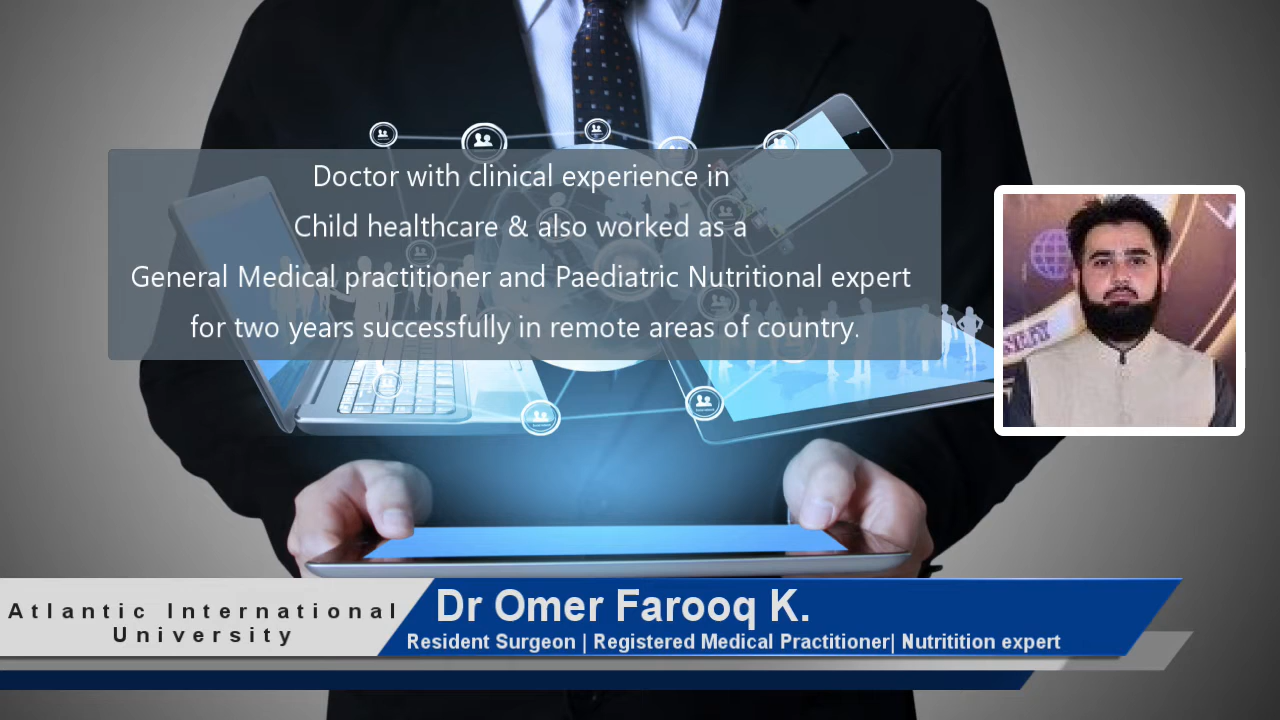 Doctor with clinical experience in
Child healthcare & also worked as a
General Medical practitioner and Paediatric Nutritional expert
for two years successfully in remote areas of country.
Atlantic International
University
Dr Omer Farooq K.
Resident Surgeon | Registered Medical Practitioner| Nutritition expert